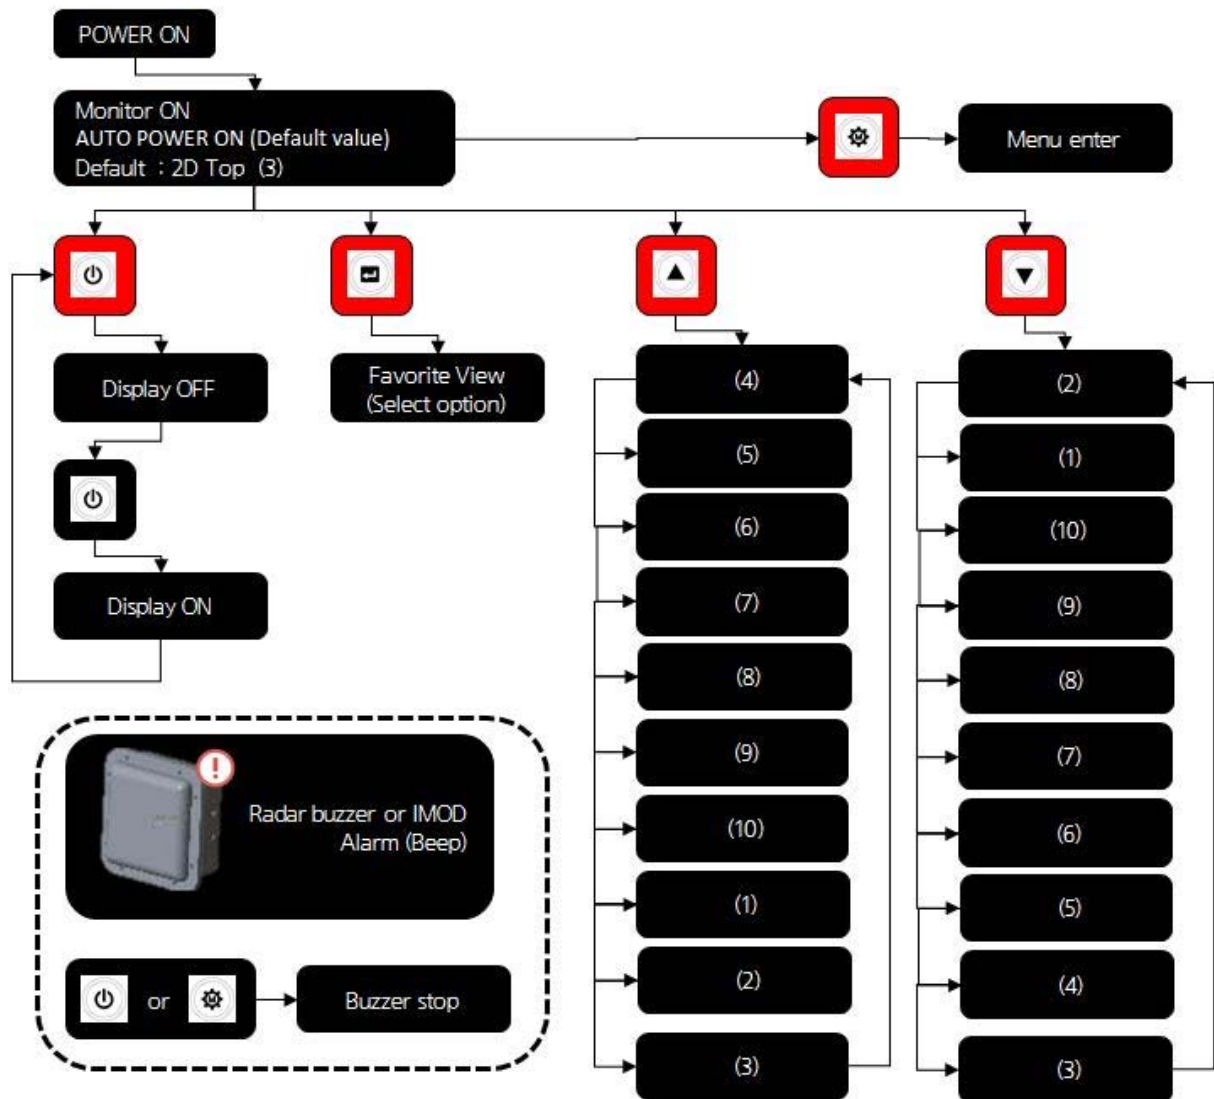 POWER ON
Monitor ON
AUTO POWER ON (Default value)
Default : 2D Top (3)
Menu enter
Display OFF
Display ON
Favorite View
(Select option)
(4)
(5)
(6)
(7)
(8)
(9)
(10)
(1)
(2)
(3)
(2)
(1)
(10)
(9)
(8)
(7)
(6)
(5)
(4)
(3)
Radar buzzer or IMOD
Alarm (Beep)
or
Buzzer stop